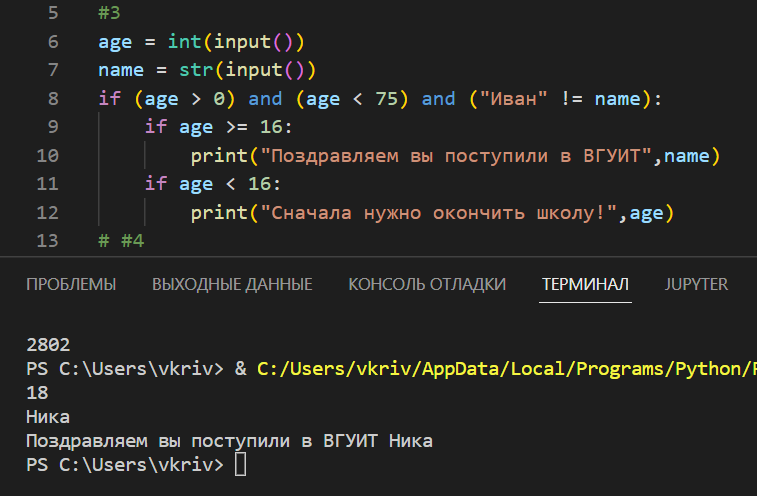 5 #3
6 age = int(input())
7 name = str(input())
8 if (age > 0) and (age < 75) and ("Иван" != name):
9 if age >= 16:
10 print("Поздравляем вы поступили в ВГУИТ",name)
11 if age < 16:
12 print("Сначала нужно окончить школу!",age)
13 # #4
ПРОБЛЕМЫ ВЫХОДНЫЕ ДАННЫЕ КОНСОЛЬ ОТЛАДКИ ТЕРМИНАЛ JUPYTER
2802
PS C:\Users\vkriv> & C:/Users/vkriv/AppData/Local/Programs/Python/
18
Ника
Поздравляем вы поступили в ВГУИТ Ника
PS C:\Users\vkriv>